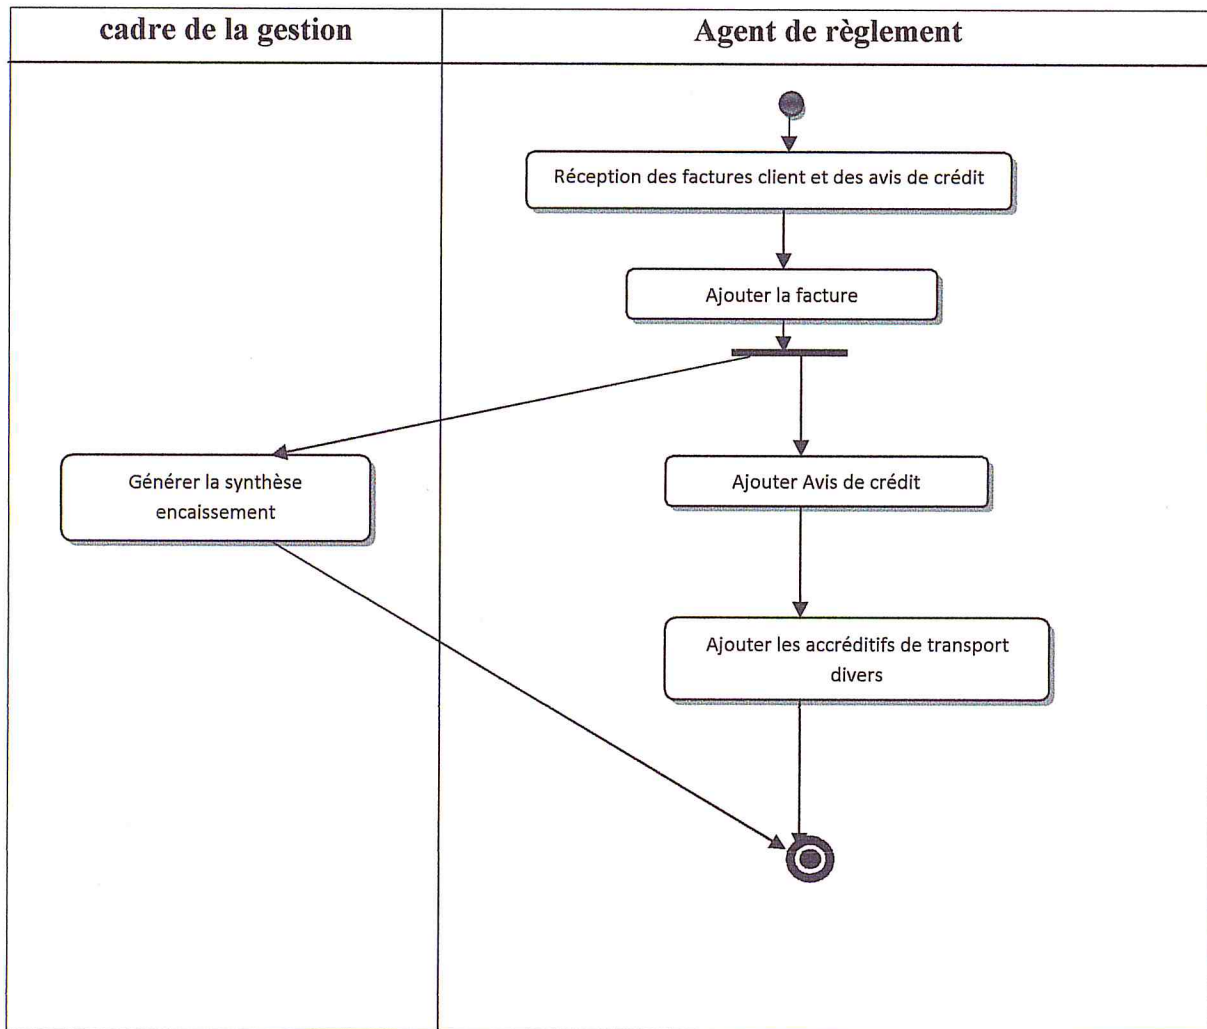 cadre de la gestion
Agent de règlement
Réception des factures client et des avis de crédit
Ajouter la facture
Générer la synthèse
encaissement
Ajouter Avis de crédit
Ajouter les accréditifs de transport
divers